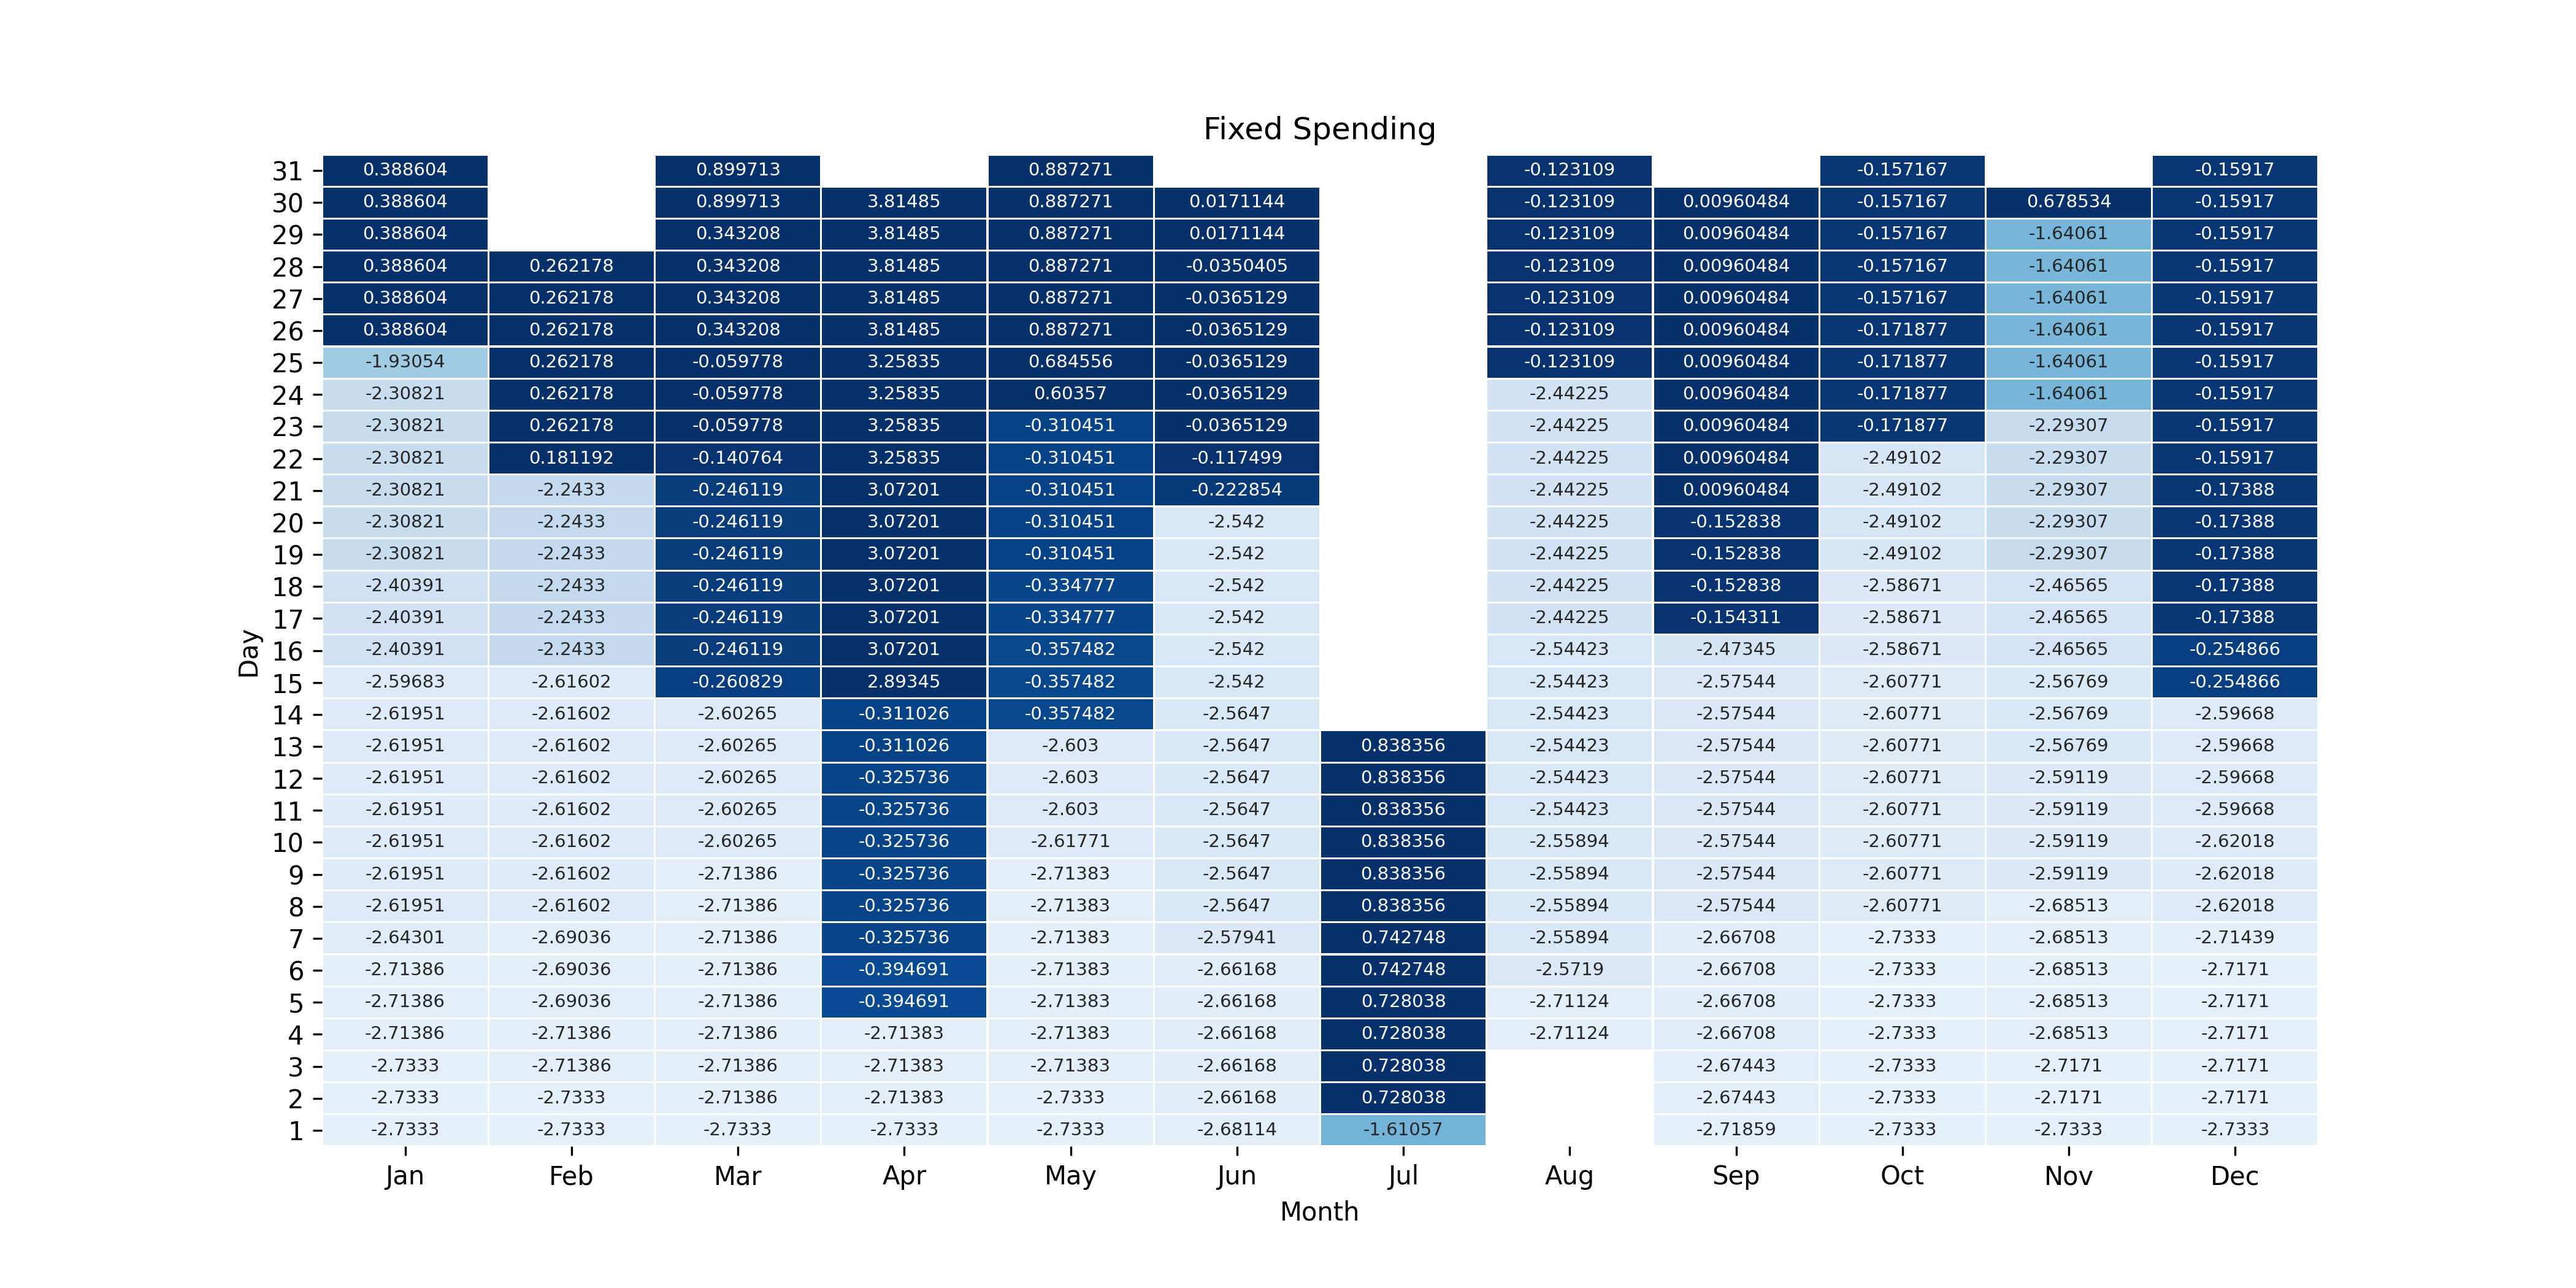 Fixed Spending
31 0.388604 0.899713 0.887271 -0.123109 -0.157167 -0.15917
30 0.388604 0.899713 3.81485 0.887271 0.0171144 -0.123109 0.00960484 -0.157167 0.678534 -0.15917
29 0.388604 0.343208 3.81485 0.887271 0.0171144 -0.123109 0.00960484 -0.157167 -1.64061 -0.15917
28 0.388604 0.262178 0.343208 3.81485 0.887271 -0.0350405 -0.123109 0.00960484 -0.157167 -1.64061 -0.15917
27 0.388604 0.262178 0.343208 3.81485 0.887271 -0.0365129 -0.123109 0.00960484 -0.157167 -1.64061 -0.15917
26 0.388604 0.262178 0.343208 3.81485 0.887271 -0.0365129 -0.123109 0.00960484 -0.171877 -1.64061 -0.15917
25 -1.93054 0.262178 -0.059778 3.25835 0.684556 -0.0365129 -0.123109 0.00960484 -0.171877 -1.64061 -0.15917
24 -2.30821 0.262178 -0.059778 3.25835 0.60357 -0.0365129 -2.44225 0.00960484 -0.171877 -1.64061 -0.15917
23 -2.30821 0.262178 -0.059778 3.25835 -0.310451 -0.0365129 -2.44225 0.00960484 -0.171877 -2.29307 -0.15917
22 -2.30821 0.181192 -0.140764 3.25835 -0.310451 -0.117499 -2.44225 0.00960484 -2.49102 -2.29307 -0.15917
21 -2.30821 -2.2433 -0.246119 3.07201 -0.310451 -0.222854 -2.44225 0.00960484 -2.49102 -2.29307 -0.17388
20 -2.30821 -2.2433 -0.246119 3.07201 -0.310451 -2.542 -2.44225 -0.152838 -2.49102 -2.29307 -0.17388
19 -2.30821 -2.2433 -0.246119 3.07201 -0.310451 -2.542 -2.44225 -0.152838 -2.49102 -2.29307 -0.17388
18 -2.40391 -2.2433 -0.246119 3.07201 -0.334777 -2.542 -2.44225 -0.152838 -2.58671 -2.46565 -0.17388
17 -2.40391 -2.2433 -0.246119 3.07201 -0.334777 -2.542 -2.44225 -0.154311 -2.58671 -2.46565 -0.17388
16 -2.40391 -2.2433 -0.246119 3.07201 -0.357482 -2.542 -2.54423 -2.47345 -2.58671 -2.46565 -0.254866
15 -2.59683 -2.61602 -0.260829 2.89345 -0.357482 -2.542 -2.54423 -2.57544 -2.60771 -2.56769 -0.254866
14 -2.61951 -2.61602 -2.60265 -0.311026 -0.357482 -2.5647 -2.54423 -2.57544 -2.60771 -2.56769 -2.59668
13 -2.61951 -2.61602 -2.60265 -0.311026 -2.603 -2.5647 0.838356 -2.54423 -2.57544 -2.60771 -2.56769 -2.59668
12 -2.61951 -2.61602 -2.60265 -0.325736 -2.603 -2.5647 0.838356 -2.54423 -2.57544 -2.60771 -2.59119 -2.59668
11 -2.61951 -2.61602 -2.60265 -0.325736 -2.603 -2.5647 0.838356 -2.54423 -2.57544 -2.60771 -2.59119 -2.59668
10 -2.61951 -2.61602 -2.60265 -0.325736 -2.61771 -2.5647 0.838356 -2.55894 -2.57544 -2.60771 -2.59119 -2.62018
9 -2.61951 -2.61602 -2.71386 -0.325736 -2.71383 -2.5647 0.838356 -2.55894 -2.57544 -2.60771 -2.59119 -2.62018
8 -2.61951 -2.61602 -2.71386 -0.325736 -2.71383 -2.5647 0.838356 -2.55894 -2.57544 -2.60771 -2.68513 -2.62018
7 -2.64301 -2.69036 -2.71386 -0.325736 -2.71383 -2.57941 0.742748 -2.55894 -2.66708 -2.7333 -2.68513 -2.71439
6 -2.71386 -2.69036 -2.71386 -0.394691 -2.71383 -2.66168 0.742748 -2.5719 -2.66708 -2.7333 -2.68513 -2.7171
5 -2.71386 -2.69036 -2.71386 -0.394691 -2.71383 -2.66168 0.728038 -2.71124 -2.66708 -2.7333 -2.68513 -2.7171
4 -2.71386 -2.71386 -2.71386 -2.71383 -2.71383 -2.66168 0.728038 -2.71124 -2.66708 -2.7333 -2.68513 -2.7171
3 -2.7333 -2.71386 -2.71386 -2.71383 -2.71383 -2.66168 0.728038 -2.67443 -2.7333 -2.7171 -2.7171
2 -2.7333 -2.7333 -2.71386 -2.71383 -2.7333 -2.66168 0.728038 -2.67443 -2.7333 -2.7171 -2.7171
1 -2.7333 -2.7333 -2.7333 -2.7333 -2.7333 -2.68114 -1.61057 -2.71859 -2.7333 -2.7333 -2.7333
Day
Jan Feb Mar Apr May Jun Jul Aug Sep Oct Nov Dec
Month